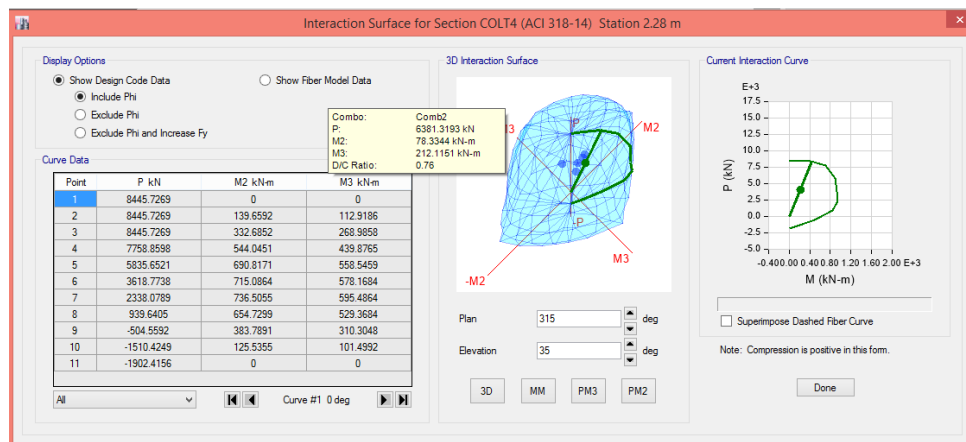 Interaction Surface for Section COLT4 (ACI 318-14) Station 2.28 m
Display Options
Show Design Code Data
Show Fiber Model Data
Include Phi
Exclude Phi
Exclude Phi and Increase Fy
Combo: Comb2
P: 6381.3193 kN
M2: 78.3344 kN-m
M3: 212.1151 kN-m
D/C Ratio: 0.76
Curve Data
Point P kN M2 kN-m M3 kN-m
1 8445.7269 0 0
2 8445.7269 139.6592 112.9186
3 8445.7269 332.6852 268.9858
4 7758.8598 544.0451 439.8765
5 5835.6521 690.8171 558.5459
6 3618.7738 715.0864 578.1684
7 2338.0789 736.5055 595.4864
8 939.6405 654.7299 529.3684
9 -504.5592 383.7891 310.3048
10 -1510.4249 125.5355 101.4992
11 -1902.4156 0 0
All
Curve #1 0 deg
3D Interaction Surface
P
M3
M2
-P
M3
-M2
Plan 315 deg
Elevation 35 deg
3D MM PM3 PM2
Current Interaction Curve
E+3
17.5
15.0
12.5
10.0
7.5
5.0
2.5
0.0
-2.5
-5.0
P (kN)
-0.40 0.00 0.40 0.80 1.20 1.60 2.00 E+3
M (kN-m)
Superimpose Dashed Fiber Curve
Note: Compression is positive in this form.
Done